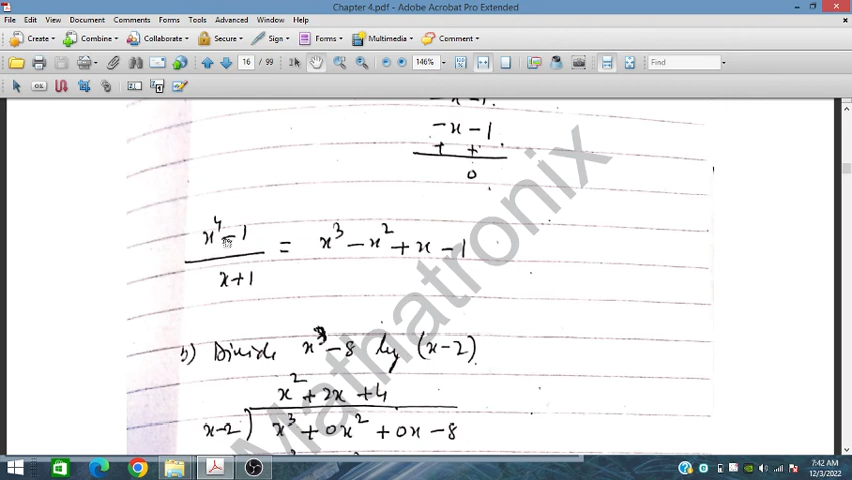 Chapter 4.pdf - Adobe Acrobat Pro Extended
File Edit View Document Comments Forms Tools Advanced Window Help
Create Combine Collaborate Secure Sign Forms Multimedia Comment
16 / 99 146% Find
-x-1
-x-1
+ +
0
x⁴-1
x+1 = x³-x²+x-1
b) Divide x³-8 by (x-2)
x²+2x+4
x-2) x³+0x²+0x-8
Mathatronix
7:42 AM
12/3/2022